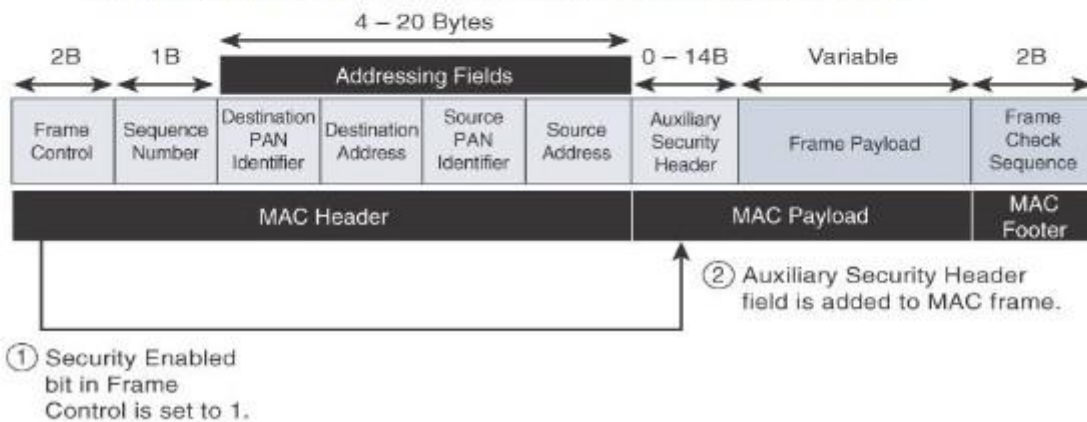 4 – 20 Bytes
2B
1B
Addressing Fields
0 – 14B
Variable
2B
Frame
Control
Sequence
Number
Destination
PAN
Identifier
Destination
Address
Source
PAN
Identifier
Source
Address
Auxiliary
Security
Header
Frame Payload
Frame
Check
Sequence
MAC Header
MAC Payload
MAC
Footer
② Auxiliary Security Header
field is added to MAC frame.
① Security Enabled
bit in Frame
Control is set to 1.